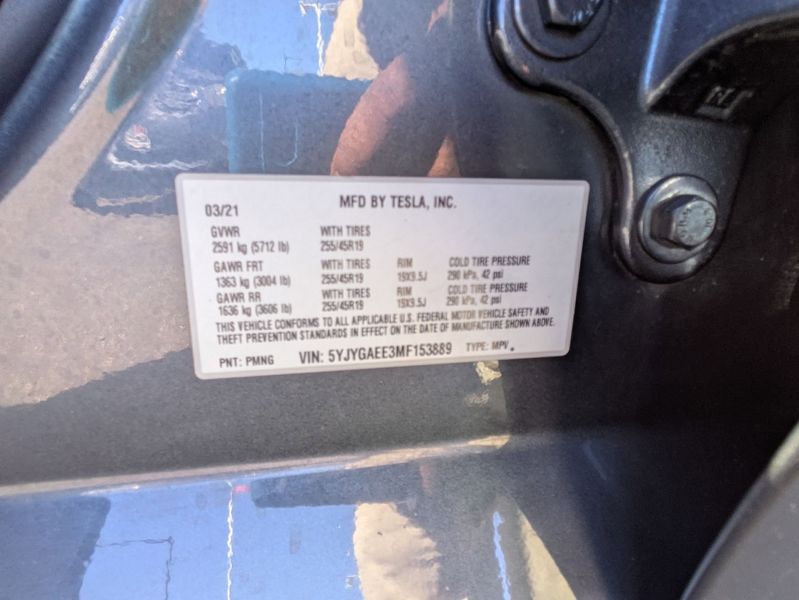 03/21 MFD BY TESLA, INC.
GVWR WITH TIRES
2591 kg (5712 lb) 255/45R19
GAWR FRT WITH TIRES RIM COLD TIRE PRESSURE
1363 kg (3004 lb) 255/45R19 19X9.5J 290 kPa, 42 psi
GAWR RR WITH TIRES RIM COLD TIRE PRESSURE
1636 kg (3606 lb) 255/45R19 19X9.5J 290 kPa, 42 psi
THIS VEHICLE CONFORMS TO ALL APPLICABLE U.S. FEDERAL MOTOR VEHICLE SAFETY AND
THEFT PREVENTION STANDARDS IN EFFECT ON THE DATE OF MANUFACTURE SHOWN ABOVE.
PNT: PMNG VIN: 5YJYGAEE3MF153889 TYPE: MPV